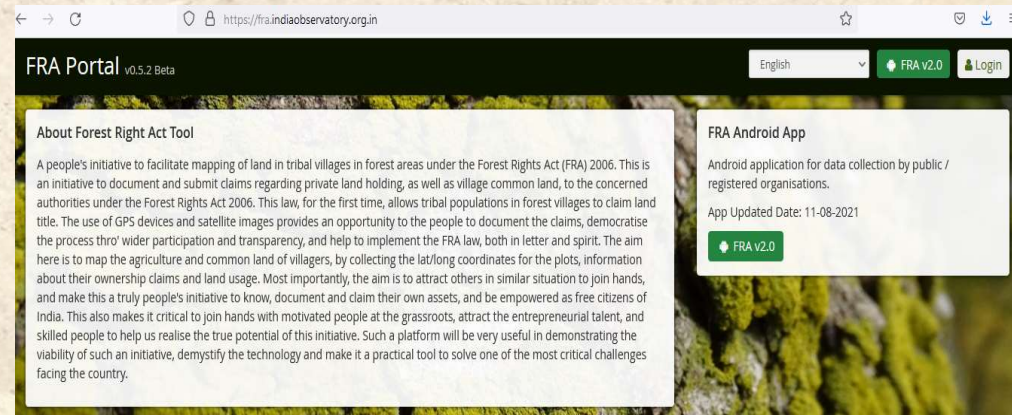 https://fra.indiaobservatory.org.in
FRA Portal v0.5.2 Beta
English
FRA v2.0
Login
About Forest Right Act Tool
A people's initiative to facilitate mapping of land in tribal villages in forest areas under the Forest Rights Act (FRA) 2006. This is
an initiative to document and submit claims regarding private land holding, as well as village common land, to the concerned
authorities under the Forest Rights Act 2006. This law, for the first time, allows tribal populations in forest villages to claim land
title. The use of GPS devices and satellite images provides an opportunity to the people to document the claims, democratise
the process thro' wider participation and transparency, and help to implement the FRA law, both in letter and spirit. The aim
here is to map the agriculture and common land of villagers, by collecting the lat/long coordinates for the plots, information
about their ownership claims and land usage. Most importantly, the aim is to attract others in similar situation to join hands,
and make this a truly people's initiative to know, document and claim their own assets, and be empowered as free citizens of
India. This also makes it critical to join hands with motivated people at the grassroots, attract the entrepreneurial talent, and
skilled people to help us realise the true potential of this initiative. Such a platform will be very useful in demonstrating the
viability of such an initiative, demystify the technology and make it a practical tool to solve one of the most critical challenges
facing the country.
FRA Android App
Android application for data collection by public /
registered organisations.
App Updated Date: 11-08-2021
FRA v2.0